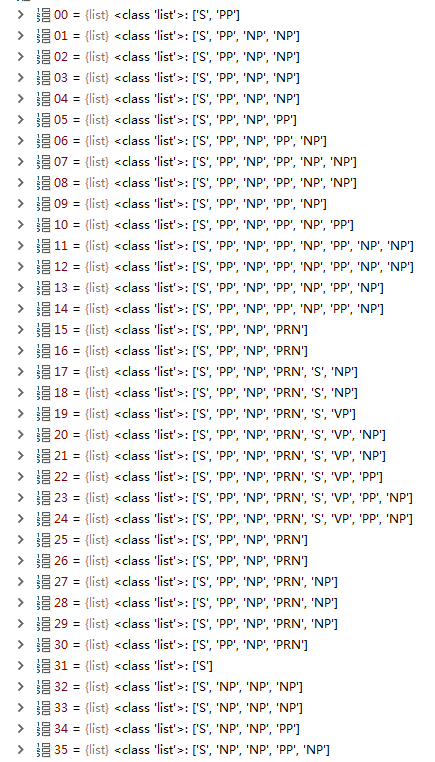 00 = {list} <class 'list'>: ['S', 'PP']
01 = {list} <class 'list'>: ['S', 'PP', 'NP', 'NP']
02 = {list} <class 'list'>: ['S', 'PP', 'NP', 'NP']
03 = {list} <class 'list'>: ['S', 'PP', 'NP', 'NP']
04 = {list} <class 'list'>: ['S', 'PP', 'NP', 'NP']
05 = {list} <class 'list'>: ['S', 'PP', 'NP', 'PP']
06 = {list} <class 'list'>: ['S', 'PP', 'NP', 'PP', 'NP']
07 = {list} <class 'list'>: ['S', 'PP', 'NP', 'PP', 'NP', 'NP']
08 = {list} <class 'list'>: ['S', 'PP', 'NP', 'PP', 'NP', 'NP']
09 = {list} <class 'list'>: ['S', 'PP', 'NP', 'PP', 'NP']
10 = {list} <class 'list'>: ['S', 'PP', 'NP', 'PP', 'NP', 'PP']
11 = {list} <class 'list'>: ['S', 'PP', 'NP', 'PP', 'NP', 'PP', 'NP', 'NP']
12 = {list} <class 'list'>: ['S', 'PP', 'NP', 'PP', 'NP', 'PP', 'NP', 'NP']
13 = {list} <class 'list'>: ['S', 'PP', 'NP', 'PP', 'NP', 'PP', 'NP']
14 = {list} <class 'list'>: ['S', 'PP', 'NP', 'PP', 'NP', 'PP', 'NP']
15 = {list} <class 'list'>: ['S', 'PP', 'NP', 'PRN']
16 = {list} <class 'list'>: ['S', 'PP', 'NP', 'PRN']
17 = {list} <class 'list'>: ['S', 'PP', 'NP', 'PRN', 'S', 'NP']
18 = {list} <class 'list'>: ['S', 'PP', 'NP', 'PRN', 'S', 'NP']
19 = {list} <class 'list'>: ['S', 'PP', 'NP', 'PRN', 'S', 'VP']
20 = {list} <class 'list'>: ['S', 'PP', 'NP', 'PRN', 'S', 'VP', 'NP']
21 = {list} <class 'list'>: ['S', 'PP', 'NP', 'PRN', 'S', 'VP', 'NP']
22 = {list} <class 'list'>: ['S', 'PP', 'NP', 'PRN', 'S', 'VP', 'PP']
23 = {list} <class 'list'>: ['S', 'PP', 'NP', 'PRN', 'S', 'VP', 'PP', 'NP']
24 = {list} <class 'list'>: ['S', 'PP', 'NP', 'PRN', 'S', 'VP', 'PP', 'NP']
25 = {list} <class 'list'>: ['S', 'PP', 'NP', 'PRN']
26 = {list} <class 'list'>: ['S', 'PP', 'NP', 'PRN']
27 = {list} <class 'list'>: ['S', 'PP', 'NP', 'PRN', 'NP']
28 = {list} <class 'list'>: ['S', 'PP', 'NP', 'PRN', 'NP']
29 = {list} <class 'list'>: ['S', 'PP', 'NP', 'PRN', 'NP']
30 = {list} <class 'list'>: ['S', 'PP', 'NP', 'PRN']
31 = {list} <class 'list'>: ['S']
32 = {list} <class 'list'>: ['S', 'NP', 'NP', 'NP']
33 = {list} <class 'list'>: ['S', 'NP', 'NP', 'NP']
34 = {list} <class 'list'>: ['S', 'NP', 'NP', 'PP']
35 = {list} <class 'list'>: ['S', 'NP', 'NP', 'PP', 'NP']